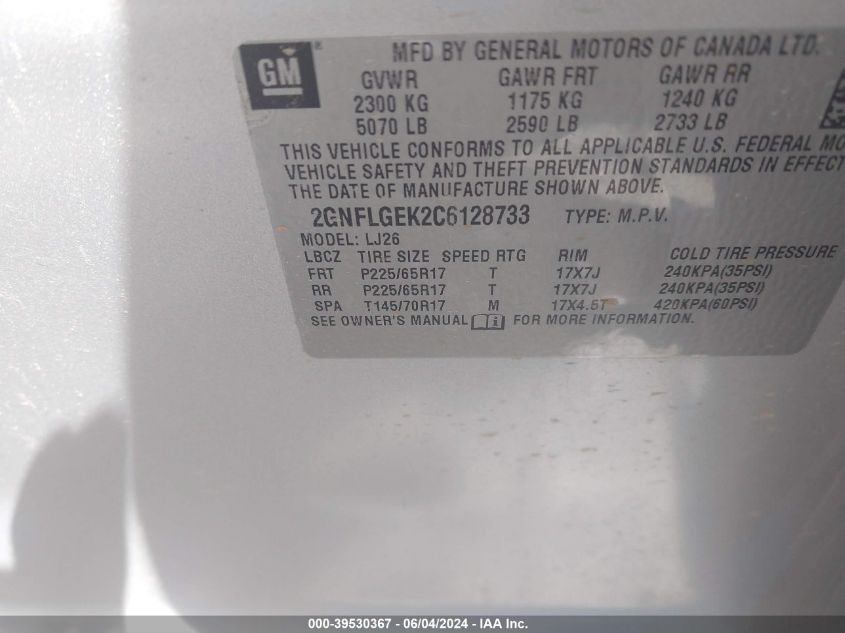 GM ®
MFD BY GENERAL MOTORS OF CANADA LTD.
GVWR GAWR FRT GAWR RR
2300 KG 1175 KG 1240 KG
5070 LB 2590 LB 2733 LB
THIS VEHICLE CONFORMS TO ALL APPLICABLE U.S. FEDERAL MO
VEHICLE SAFETY AND THEFT PREVENTION STANDARDS IN EFFECT
THE DATE OF MANUFACTURE SHOWN ABOVE.
2GNFLGEK2C6128733 TYPE: M.P.V.
MODEL: LJ26
LBCZ TIRE SIZE SPEED RTG RIM COLD TIRE PRESSURE
FRT P225/65R17 T 17X7J 240KPA(35PSI)
RR P225/65R17 T 17X7J 240KPA(35PSI)
SPA T145/70R17 M 17X4.5T 420KPA(60PSI)
SEE OWNER'S MANUAL i FOR MORE INFORMATION.
000-39530367 - 06/04/2024 - IAA Inc.